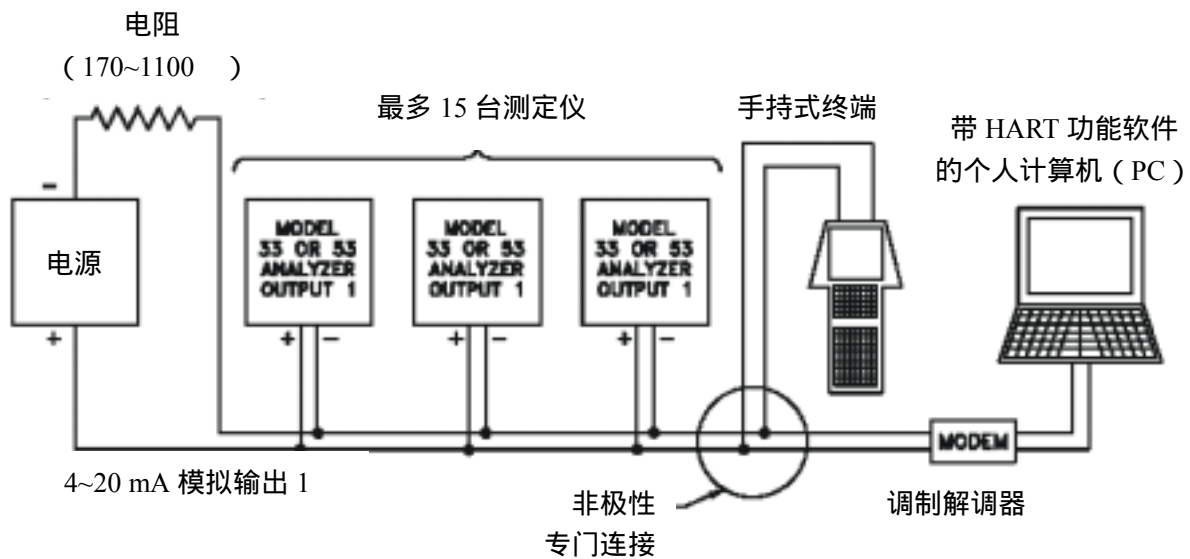 电阻
（170~1100 ）
最多 15 台测定仪
手持式终端
带 HART 功能软件
的个人计算机（PC）
-
电源
+
MODEL
33 OR 53
ANALYZER
OUTPUT 1
+ -
MODEL
33 OR 53
ANALYZER
OUTPUT 1
+ -
MODEL
33 OR 53
ANALYZER
OUTPUT 1
+ -
MODEM
4~20 mA 模拟输出 1
非极性
专门连接
调制解调器